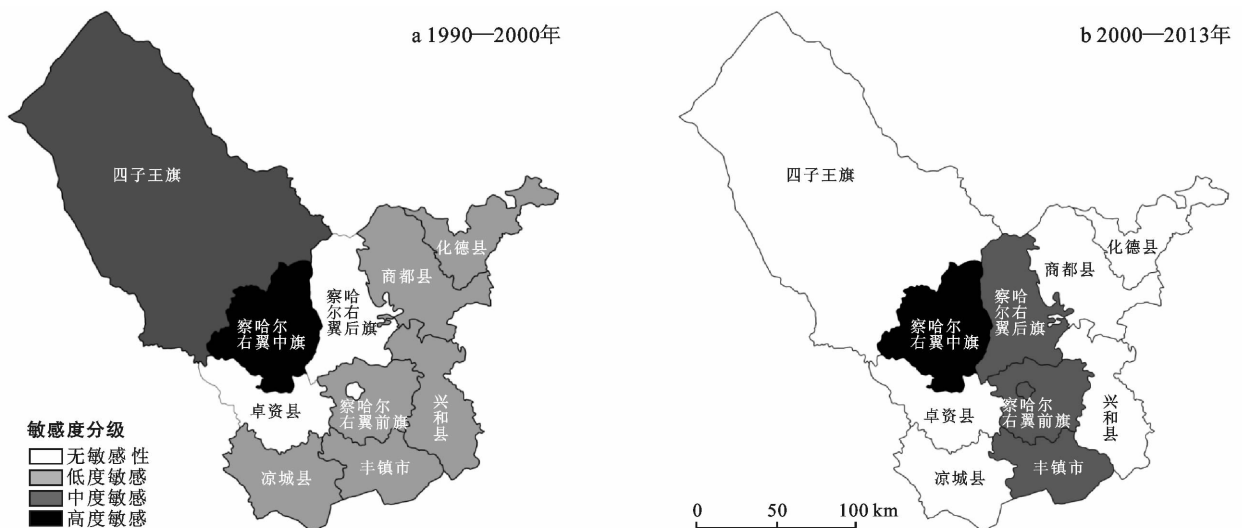 a 1990—2000年
四子王旗
化德县
商都县
察哈
尔右
翼后旗
察哈尔
右翼中旗
卓资县
察哈尔
右翼前旗
兴和县
凉城县
丰镇市
敏感度分级
无敏感性
低度敏感
中度敏感
高度敏感
b 2000—2013年
四子王旗
化德县
商都县
察哈
尔右
翼后旗
察哈尔
右翼中旗
卓资县
察哈尔
右翼前旗
兴和县
凉城县
丰镇市
0 50 100 km